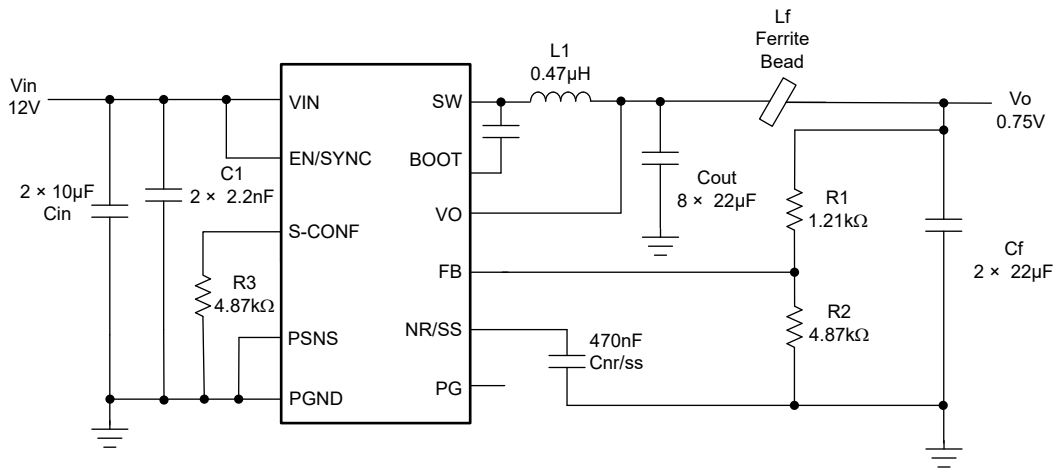 Lf
Ferrite
Bead
L1
0.47µH
Vin
12V
VIN
SW
Vo
0.75V
EN/SYNC
BOOT
C1
2 × 2.2nF
2 × 10µF
Cin
Cout
8 × 22µF
R1
1.21kΩ
VO
S-CONF
Cf
2 × 22µF
FB
R3
4.87kΩ
R2
4.87kΩ
NR/SS
PSNS
470nF
Cnr/ss
PG
PGND